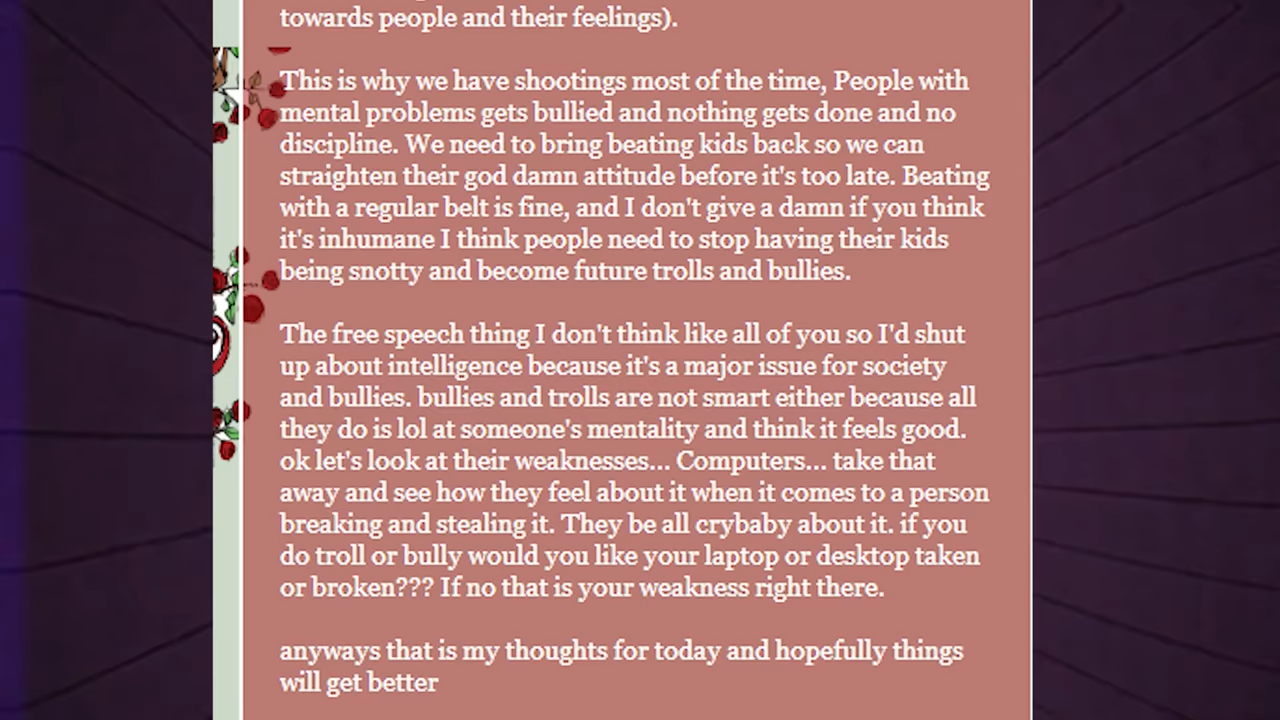 towards people and their feelings).
This is why we have shootings most of the time, People with
mental problems gets bullied and nothing gets done and no
discipline. We need to bring beating kids back so we can
straighten their god damn attitude before it's too late. Beating
with a regular belt is fine, and I don't give a damn if you think
it's inhumane I think people need to stop having their kids
being snotty and become future trolls and bullies.
The free speech thing I don't think like all of you so I'd shut
up about intelligence because it's a major issue for society
and bullies. bullies and trolls are not smart either because all
they do is lol at someone's mentality and think it feels good.
ok let's look at their weaknesses... Computers... take that
away and see how they feel about it when it comes to a person
breaking and stealing it. They be all crybaby about it. if you
do troll or bully would you like your laptop or desktop taken
or broken??? If no that is your weakness right there.
anyways that is my thoughts for today and hopefully things
will get better